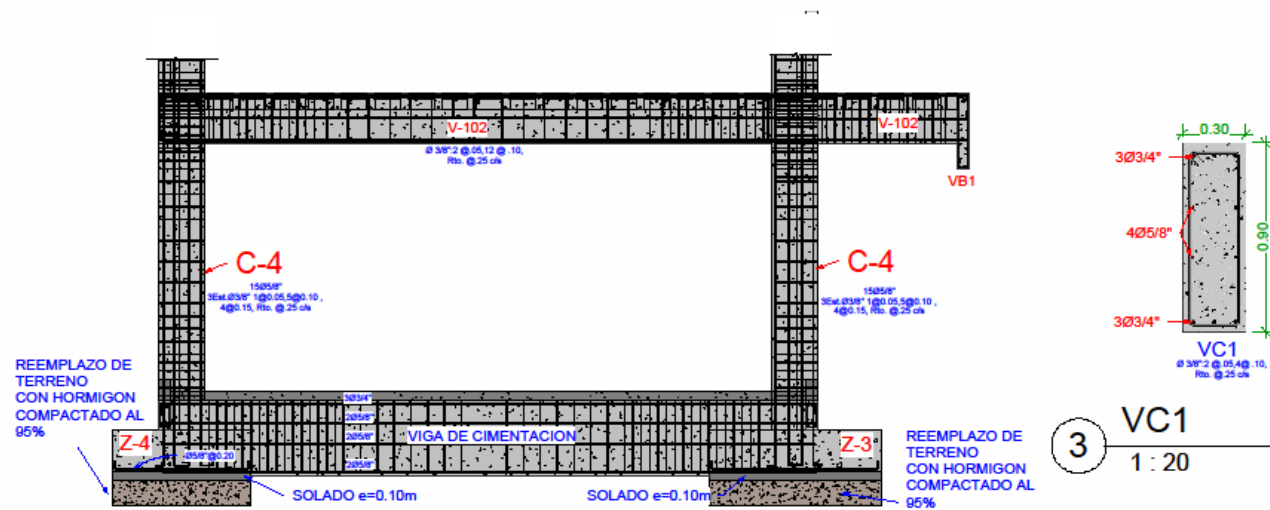 V-102
Ø 3/8":2 @.05,12 @ .10,
Rto. @.25 c/e
V-102
VB1
C-4
15Ø5/8"
3Est.Ø3/8" 1@0.05,5@0.10 ,
4@0.15, Rto. @.25 c/e
C-4
15Ø5/8"
3Est.Ø3/8" 1@0.05,5@0.10 ,
4@0.15, Rto. @.25 c/e
REEMPLAZO DE
TERRENO
CON HORMIGON
COMPACTADO AL
95%
Z-4
Ø5/8"@0.20
3Ø3/4"
2Ø5/8"
2Ø5/8"
2Ø5/8"
VIGA DE CIMENTACION
Z-3
SOLADO e=0.10m
SOLADO e=0.10m
REEMPLAZO DE
TERRENO
CON HORMIGON
COMPACTADO AL
95%
0.30
3Ø3/4"
4Ø5/8"
0.90
3Ø3/4"
VC1
Ø 3/8":2 @.05,4@.10,
Rto. @.25 c/e
3
VC1
1 : 20